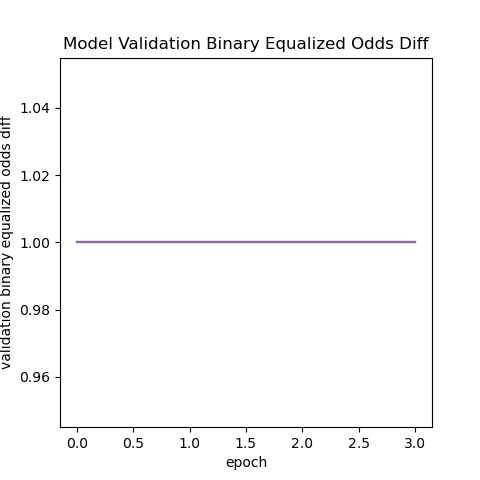 Model Validation Binary Equalized Odds Diff
validation binary equalized odds diff
1.04
1.02
1.00
0.98
0.96
0.0 0.5 1.0 1.5 2.0 2.5 3.0
epoch